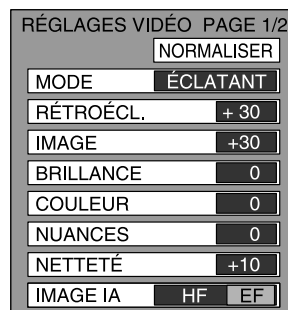 RÉGLAGES VIDÉO PAGE 1/2
NORMALISER
MODE ÉCLATANT
RÉTROÉCL. + 30
IMAGE +30
BRILLANCE 0
COULEUR 0
NUANCES 0
NETTETÉ +10
IMAGE IA HF EF